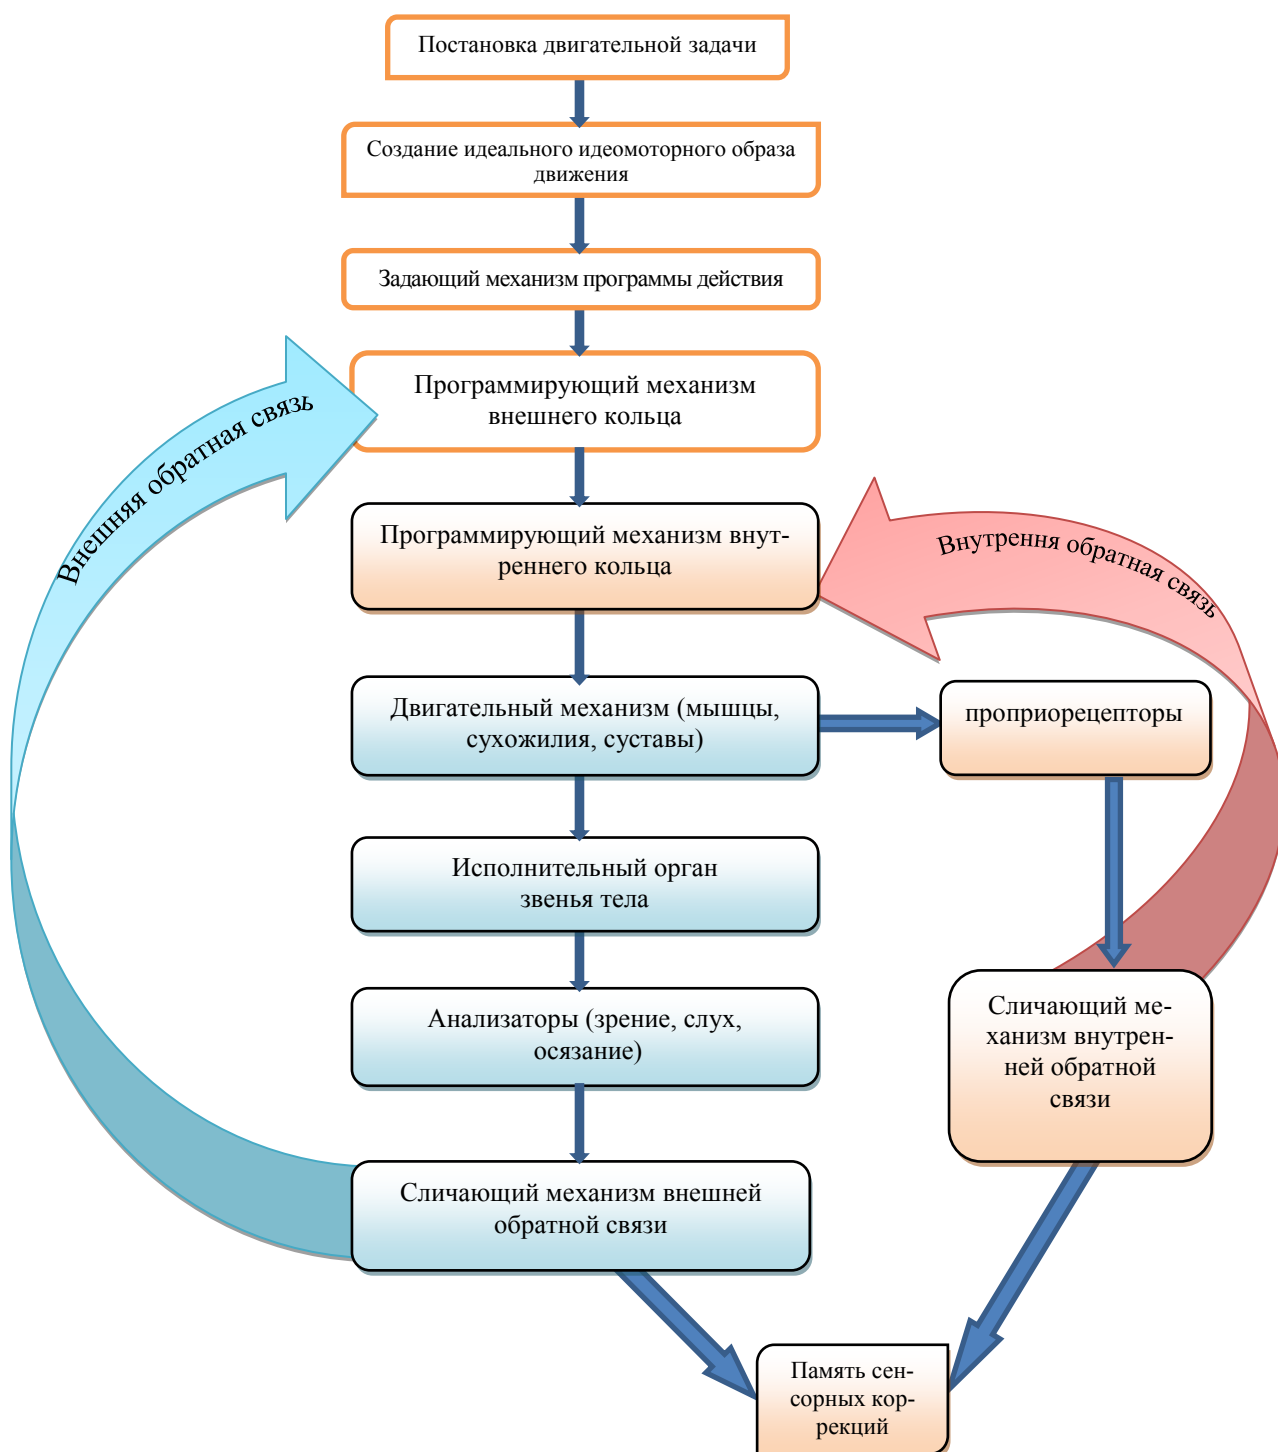 Постановка двигательной задачи
Создание идеального идеомоторного образа
движения
Задающий механизм программы действия
Программирующий механизм
внешнего кольца
Внешняя обратная связь
Программирующий механизм внут-
реннего кольца
Внутрення обратная связь
Двигательный механизм (мышцы,
сухожилия, суставы)
проприорецепторы
Исполнительный орган
звенья тела
Анализаторы (зрение, слух,
осязание)
Сличающий ме-
ханизм внутрен-
ней обратной
связи
Сличающий механизм внешней
обратной связи
Память сен-
сорных кор-
рекций